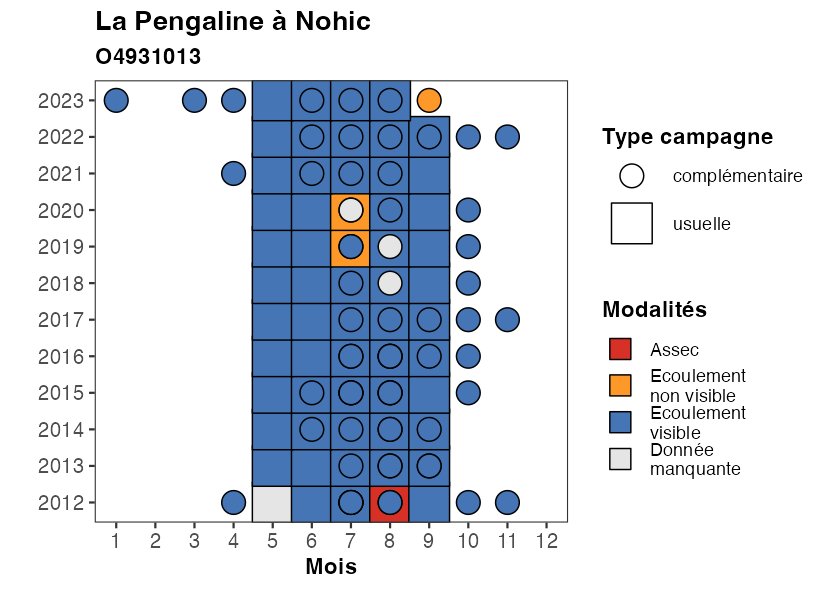 La Pengaline à Nohic
O4931013
2023
2022
2021
2020
2019
2018
2017
2016
2015
2014
2013
2012
1 2 3 4 5 6 7 8 9 10 11 12
Mois
Type campagne
complémentaire
usuelle
Modalités
Assec
Ecoulement
non visible
Ecoulement
visible
Donnée
manquante